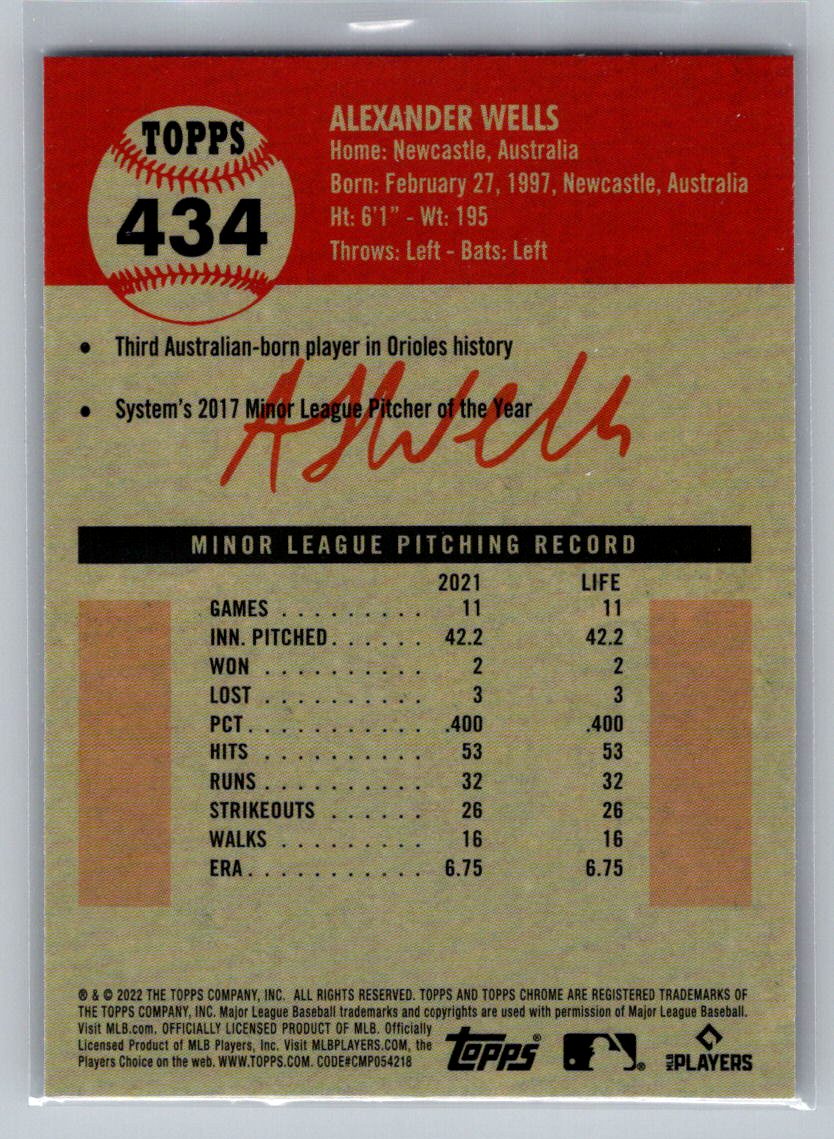 TOPPS
434
ALEXANDER WELLS
Home: Newcastle, Australia
Born: February 27, 1997, Newcastle, Australia
Ht: 6'1" - Wt: 195
Throws: Left - Bats: Left
• Third Australian-born player in Orioles history
• System's 2017 Minor League Pitcher of the Year
A Wells
MINOR LEAGUE PITCHING RECORD
2021 LIFE
GAMES . . . . . . . . . . 11 11
INN. PITCHED. . . . . . 42.2 42.2
WON . . . . . . . . . . 2 2
LOST . . . . . . . . . . 3 3
PCT. . . . . . . . . . . .400 .400
HITS . . . . . . . . . . 53 53
RUNS . . . . . . . . . . 32 32
STRIKEOUTS . . . . . . 26 26
WALKS . . . . . . . . . 16 16
ERA. . . . . . . . . . . 6.75 6.75
® & © 2022 THE TOPPS COMPANY, INC. ALL RIGHTS RESERVED. TOPPS AND TOPPS CHROME ARE REGISTERED TRADEMARKS OF
THE TOPPS COMPANY, INC. Major League Baseball trademarks and copyrights are used with permission of Major League Baseball.
Visit MLB.com. OFFICIALLY LICENSED PRODUCT OF MLB. Officially
Licensed Product of MLB Players, Inc. Visit MLBPLAYERS.COM, the
Players Choice on the web. WWW.TOPPS.COM. CODE#CMP054218
topps®
®
MLB PLAYERS